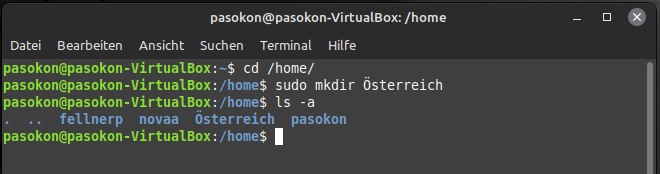 pasokon@pasokon-VirtualBox: /home
Datei Bearbeiten Ansicht Suchen Terminal Hilfe
pasokon@pasokon-VirtualBox:~$ cd /home/
pasokon@pasokon-VirtualBox:/home$ sudo mkdir Österreich
pasokon@pasokon-VirtualBox:/home$ ls -a
.  ..  fellnerp  novaa  Österreich  pasokon
pasokon@pasokon-VirtualBox:/home$